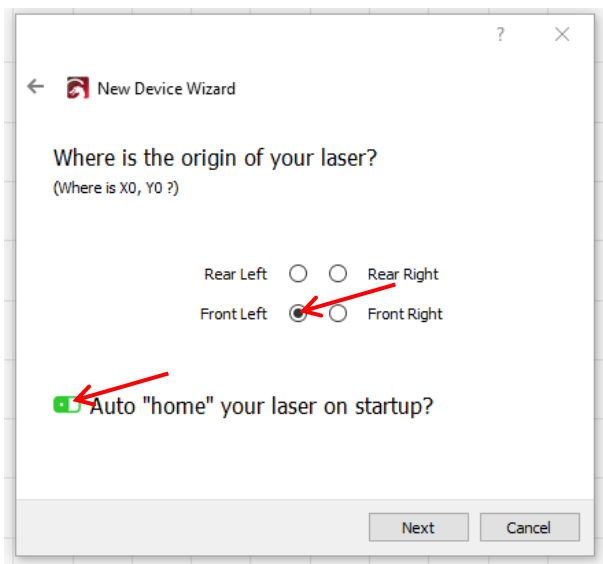 New Device Wizard
Where is the origin of your laser?
(Where is X0, Y0 ?)
Rear Left Rear Right
Front Left Front Right
Auto "home" your laser on startup?
Next Cancel